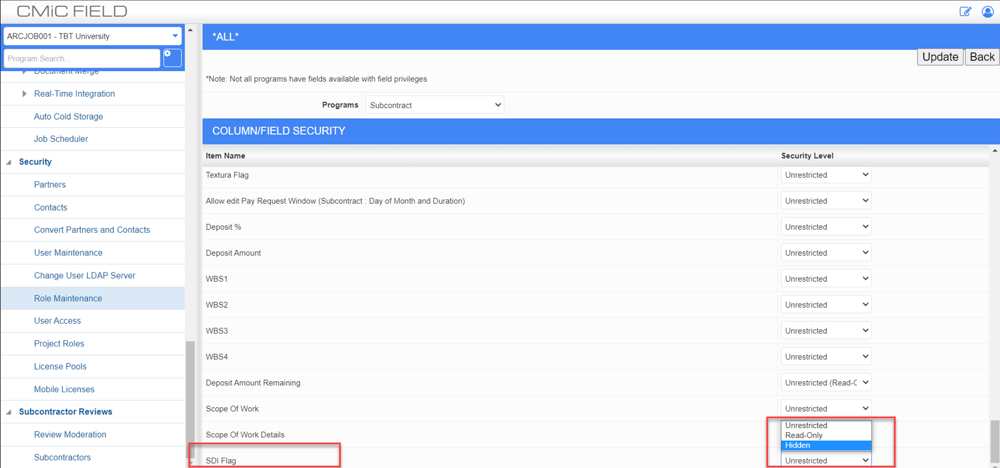 CMiC FIELD
ARCJOB001 - TBT University
Program Search...
Document Merge
Real-Time Integration
Auto Cold Storage
Job Scheduler
Security
Partners
Contacts
Convert Partners and Contacts
User Maintenance
Change User LDAP Server
Role Maintenance
User Access
Project Roles
License Pools
Mobile Licenses
Subcontractor Reviews
Review Moderation
Subcontractors
*ALL*
Update Back
*Note: Not all programs have fields available with field privileges
Programs Subcontract
COLUMN/FIELD SECURITY
Item Name Security Level
Textura Flag Unrestricted
Allow edit Pay Request Window (Subcontract : Day of Month and Duration) Unrestricted
Deposit % Unrestricted
Deposit Amount Unrestricted
WBS1 Unrestricted
WBS2 Unrestricted
WBS3 Unrestricted
WBS4 Unrestricted
Deposit Amount Remaining Unrestricted (Read-C
Scope Of Work Unrestricted
Unrestricted
Scope Of Work Details Read-Only
Hidden
SDI Flag Unrestricted